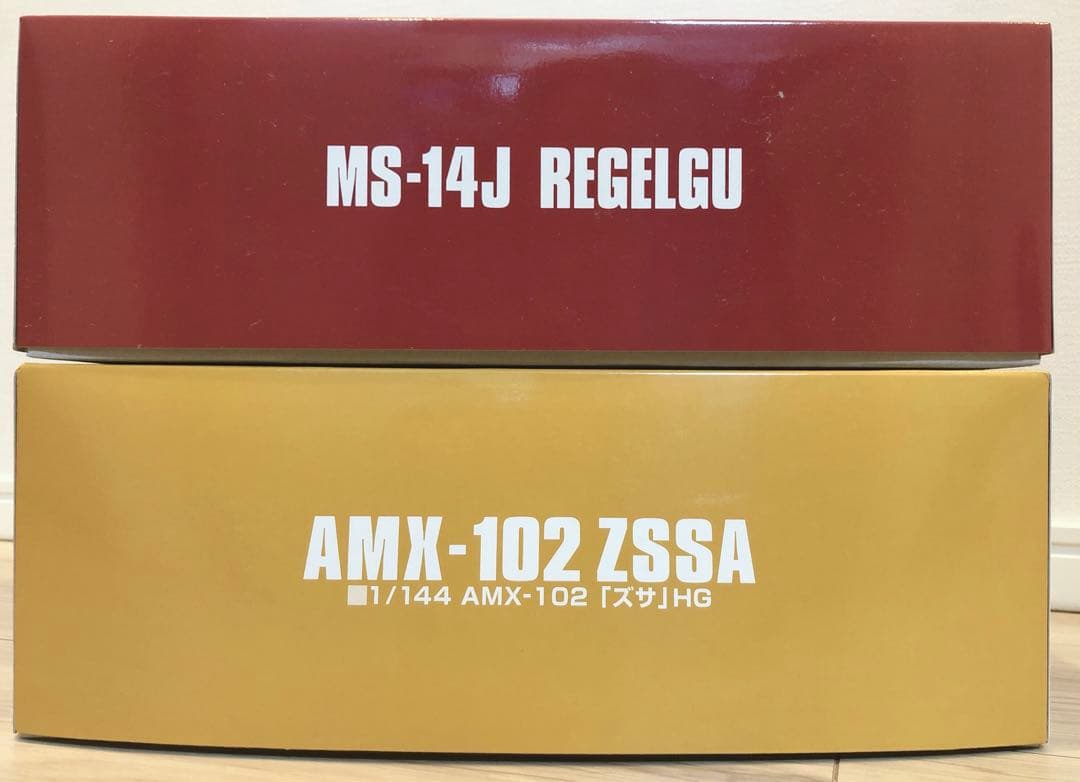 MS-14J REGELGU
AMX-102 ZSSA
■1/144 AMX-102「ズサ」HG